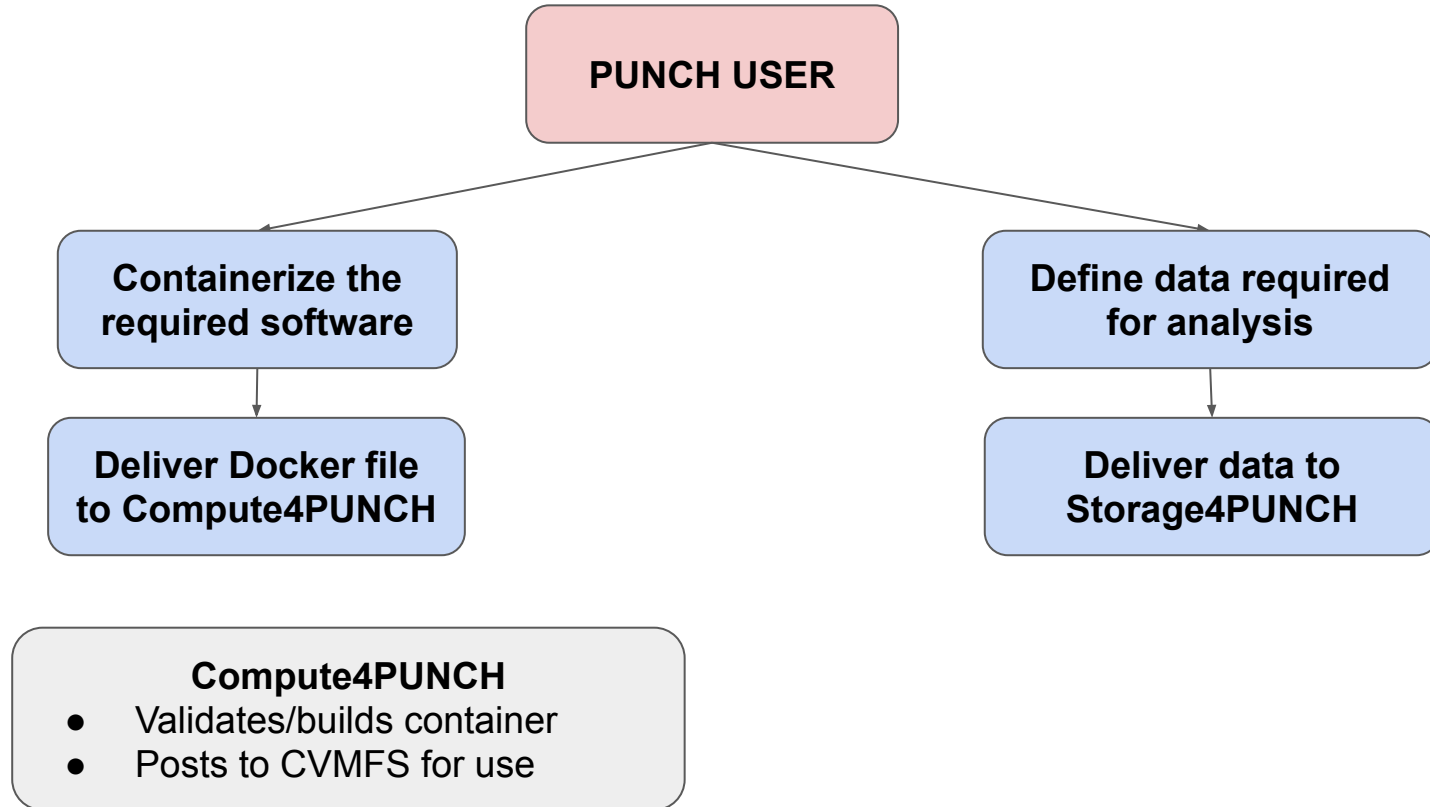 PUNCH USER
Containerize the
required software
Define data required
for analysis
Deliver Docker file
to Compute4PUNCH
Deliver data to
Storage4PUNCH
Compute4PUNCH
● Validates/builds container
● Posts to CVMFS for use